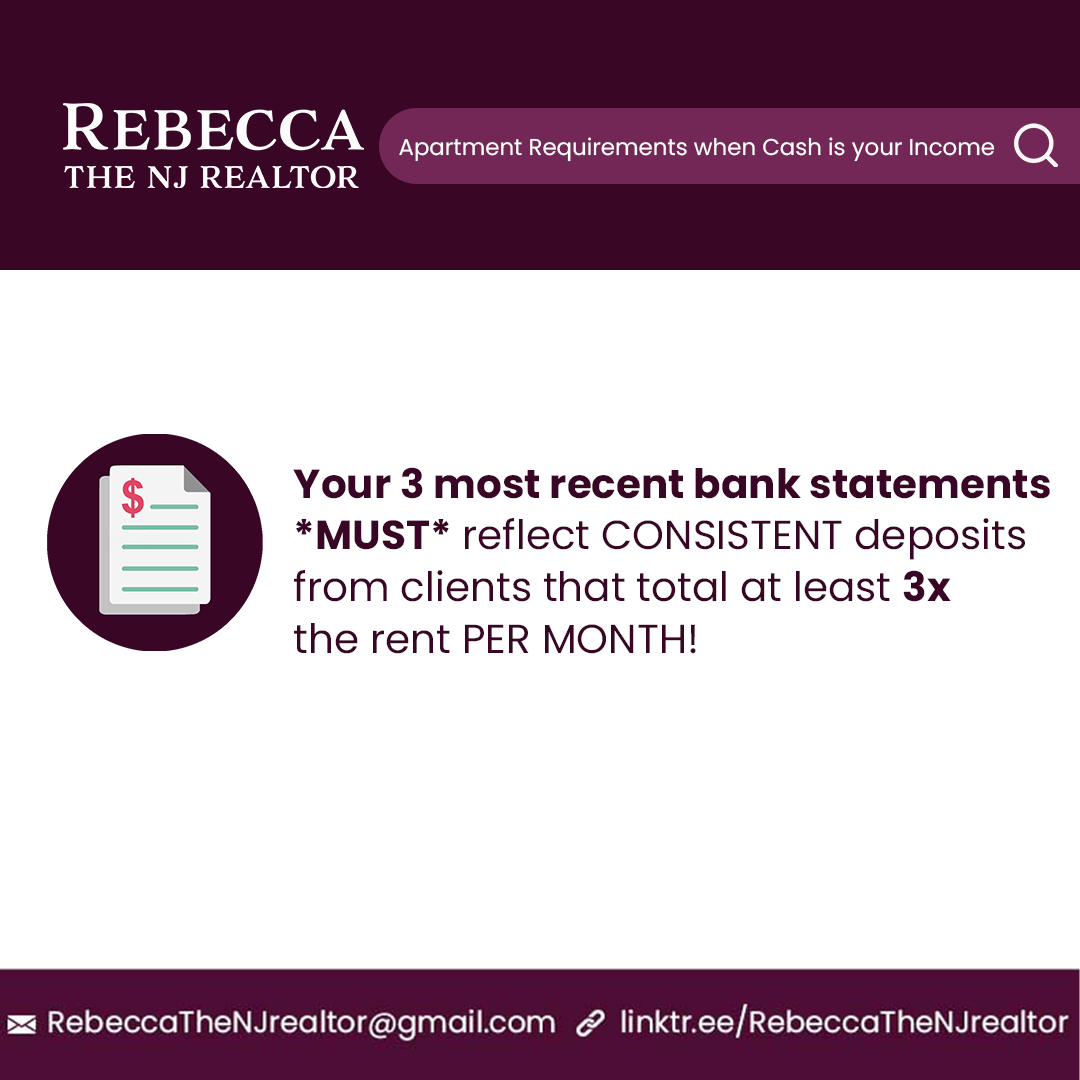 REBECCA
THE NJ REALTOR
Apartment Requirements when Cash is your Income
$
Your 3 most recent bank statements
*MUST* reflect CONSISTENT deposits
from clients that total at least 3x
the rent PER MONTH!
RebeccaTheNJrealtor@gmail.com
linktr.ee/RebeccaTheNJrealtor